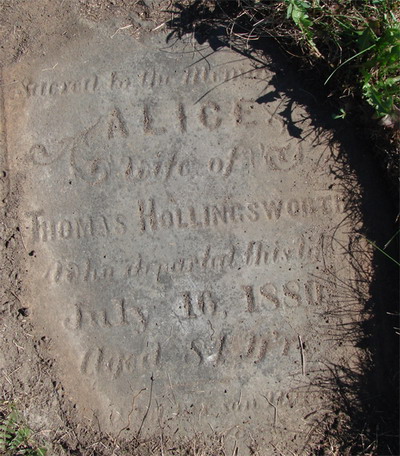 Sacred to the Memory
ALICE
Wife of
THOMAS HOLLINGSWORTH
Who departed this life
July 16, 1880
Aged